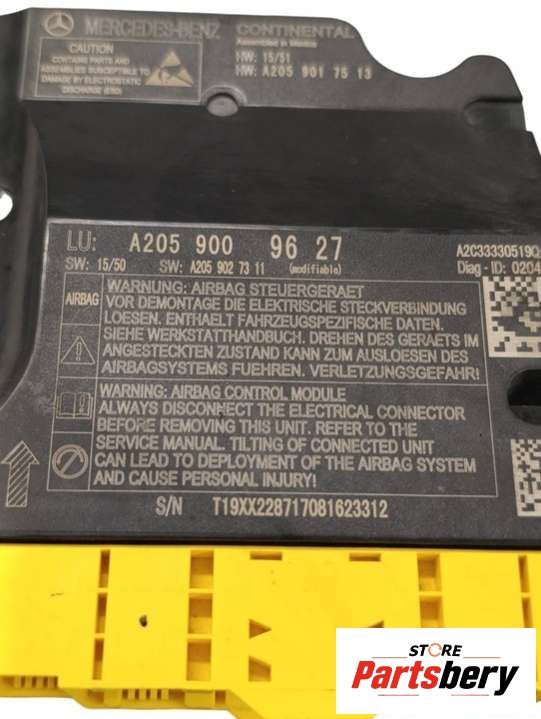 MERCEDES-BENZ
CONTINENTAL
Assembled in Mexico
HW: 15/51
HW: A205 901 75 13
CAUTION
CONTAINS PARTS AND
ASSEMBLIES SUSCEPTIBLE TO
DAMAGE BY ELECTROSTATIC
DISCHARGE (ESD)
LU: A205 900 96 27
SW: 15/50 SW: A205 902 73 11 (modifiable)
A2C33330519
Diag - ID: 0204
AIRBAG
WARNUNG: AIRBAG STEUERGERAET
VOR DEMONTAGE DIE ELEKTRISCHE STECKVERBINDUNG
LOESEN. ENTHAELT FAHRZEUGSPEZIFISCHE DATEN.
SIEHE WERKSTATTHANDBUCH. DREHEN DES GERAETS IM
ANGESTECKTEN ZUSTAND KANN ZUM AUSLOESEN DES
AIRBAGSYSTEMS FUEHREN. VERLETZUNGSGEFAHR!
WARNING: AIRBAG CONTROL MODULE
ALWAYS DISCONNECT THE ELECTRICAL CONNECTOR
BEFORE REMOVING THIS UNIT. REFER TO THE
SERVICE MANUAL. TILTING OF CONNECTED UNIT
CAN LEAD TO DEPLOYMENT OF THE AIRBAG SYSTEM
AND CAUSE PERSONAL INJURY!
S/N T19XX228717081623312
STORE
Partsbery